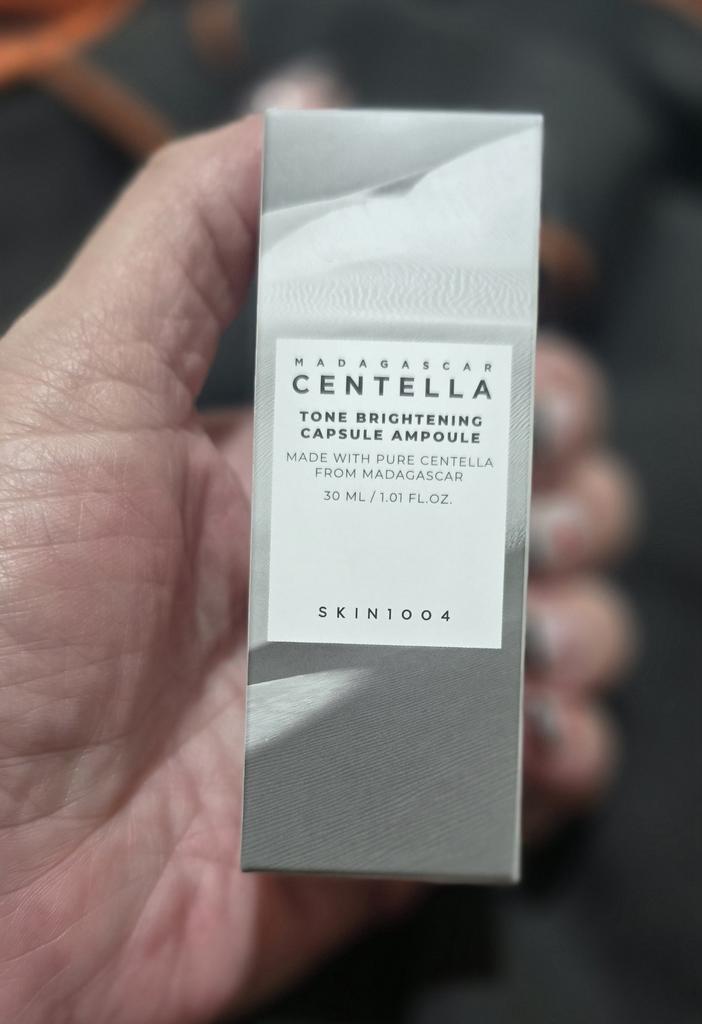 MADAGASCAR
CENTELLA
TONE BRIGHTENING
CAPSULE AMPOULE
MADE WITH PURE CENTELLA
FROM MADAGASCAR
30 ML / 1.01 FL.OZ.
SKIN1004